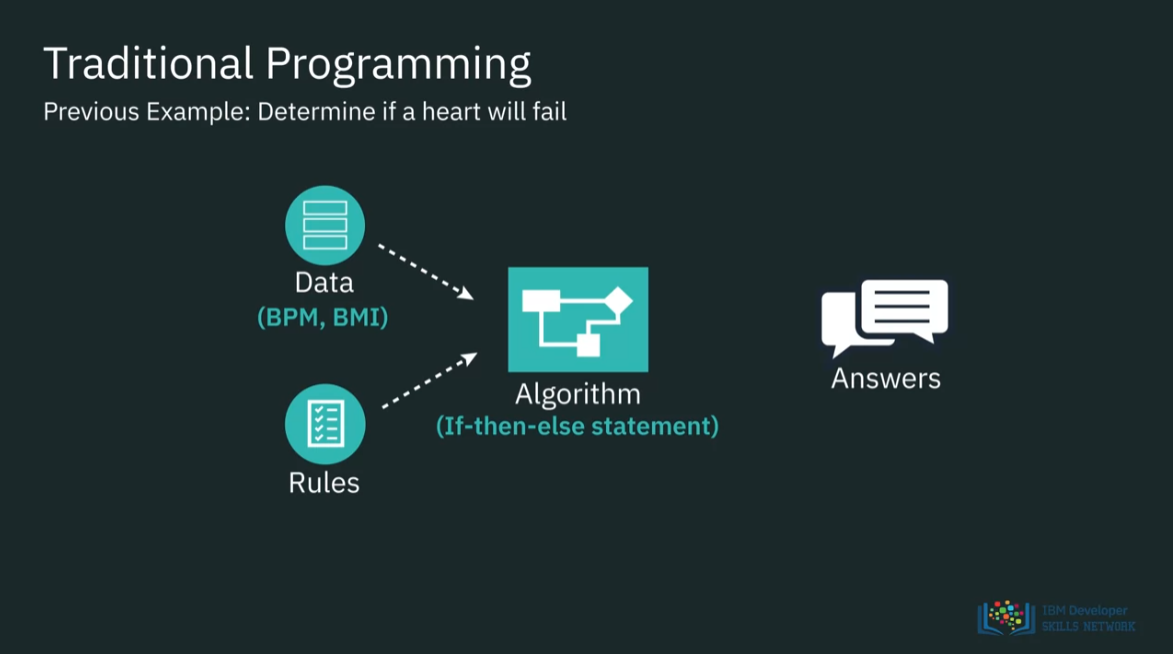 Traditional Programming
Previous Example: Determine if a heart will fail
Data
(BPM, BMI)
Rules
Algorithm
(If-then-else statement)
Answers
IBM Developer
SKILLS NETWORK